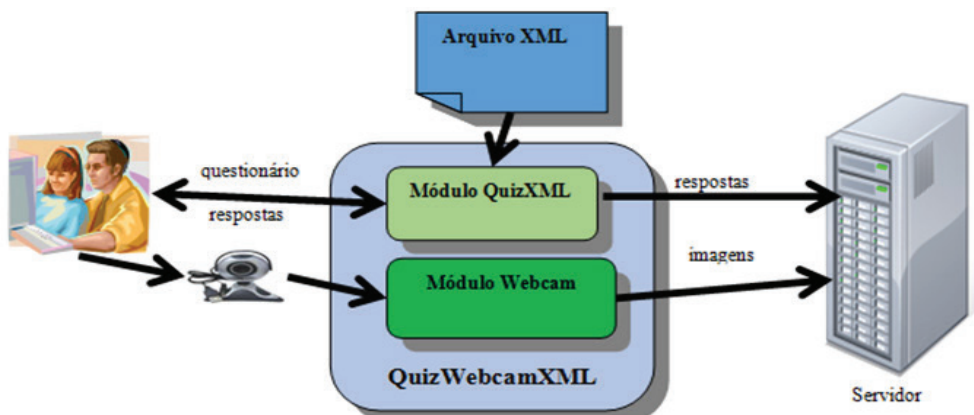 Arquivo XML
questionário
respostas
Módulo QuizXML
respostas
Módulo Webcam
imagens
QuizWebcamXML
Servidor